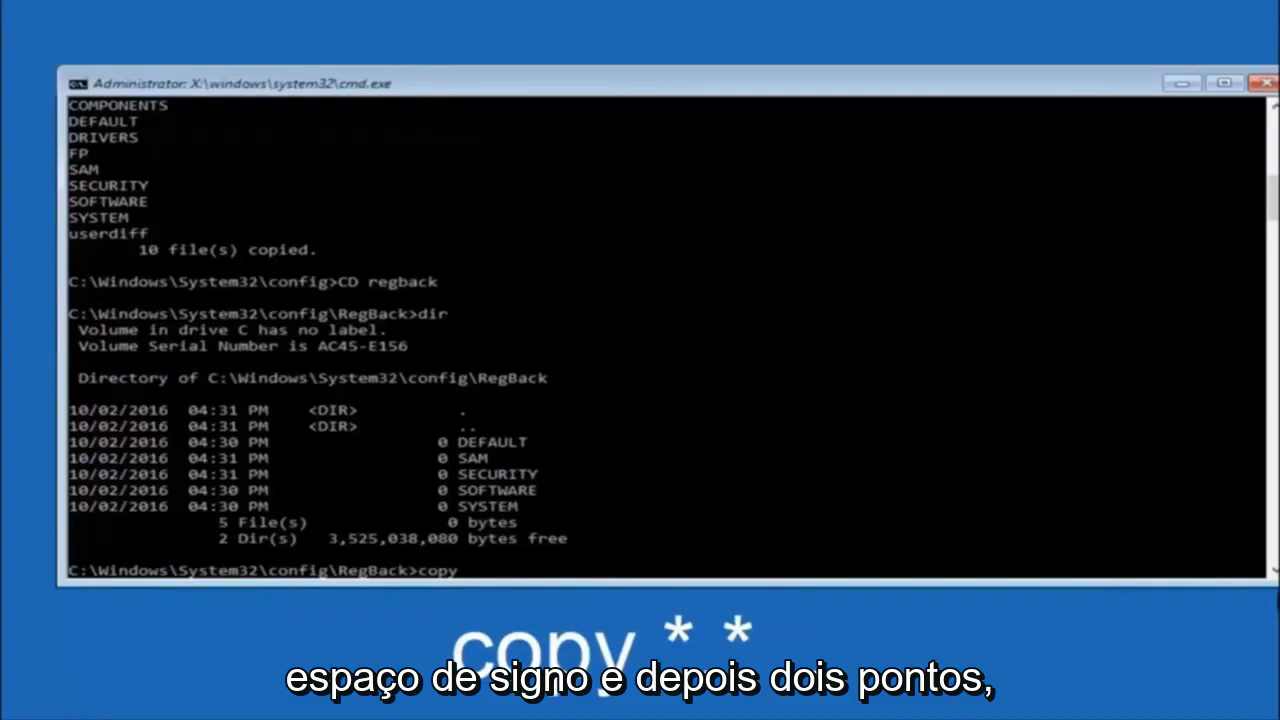 Administrator: X:\windows\system32\cmd.exe
COMPONENTS
DEFAULT
DRIVERS
FP
SAM
SECURITY
SOFTWARE
SYSTEM
userdiff
10 file(s) copied.
C:\Windows\System32\config>CD regback
C:\Windows\System32\config\RegBack>dir
Volume in drive C has no label.
Volume Serial Number is AC45-E156
Directory of C:\Windows\System32\config\RegBack
10/02/2016 04:31 PM <DIR> .
10/02/2016 04:31 PM <DIR> ..
10/02/2016 04:30 PM 0 DEFAULT
10/02/2016 04:31 PM 0 SAM
10/02/2016 04:31 PM 0 SECURITY
10/02/2016 04:30 PM 0 SOFTWARE
10/02/2016 04:30 PM 0 SYSTEM
5 File(s) 0 bytes
2 Dir(s) 3,525,038,080 bytes free
C:\Windows\System32\config\RegBack>copy
copy * *
espaço de signo e depois dois pontos,